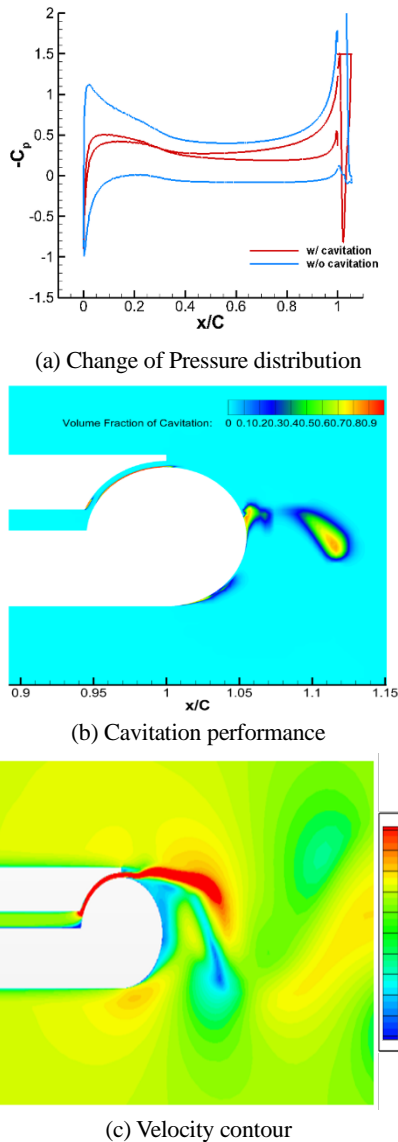 2
1.5
1
0.5
0
-0.5
-1
-1.5
-Cp
w/ cavitation
w/o cavitation
0 0.2 0.4 0.6 0.8 1
x/C
(a) Change of Pressure distribution
Volume Fraction of Cavitation: 0 0.10.20.30.40.50.60.70.80.9
0.9 0.95 1 1.05 1.1 1.15
x/C
(b) Cavitation performance
(c) Velocity contour